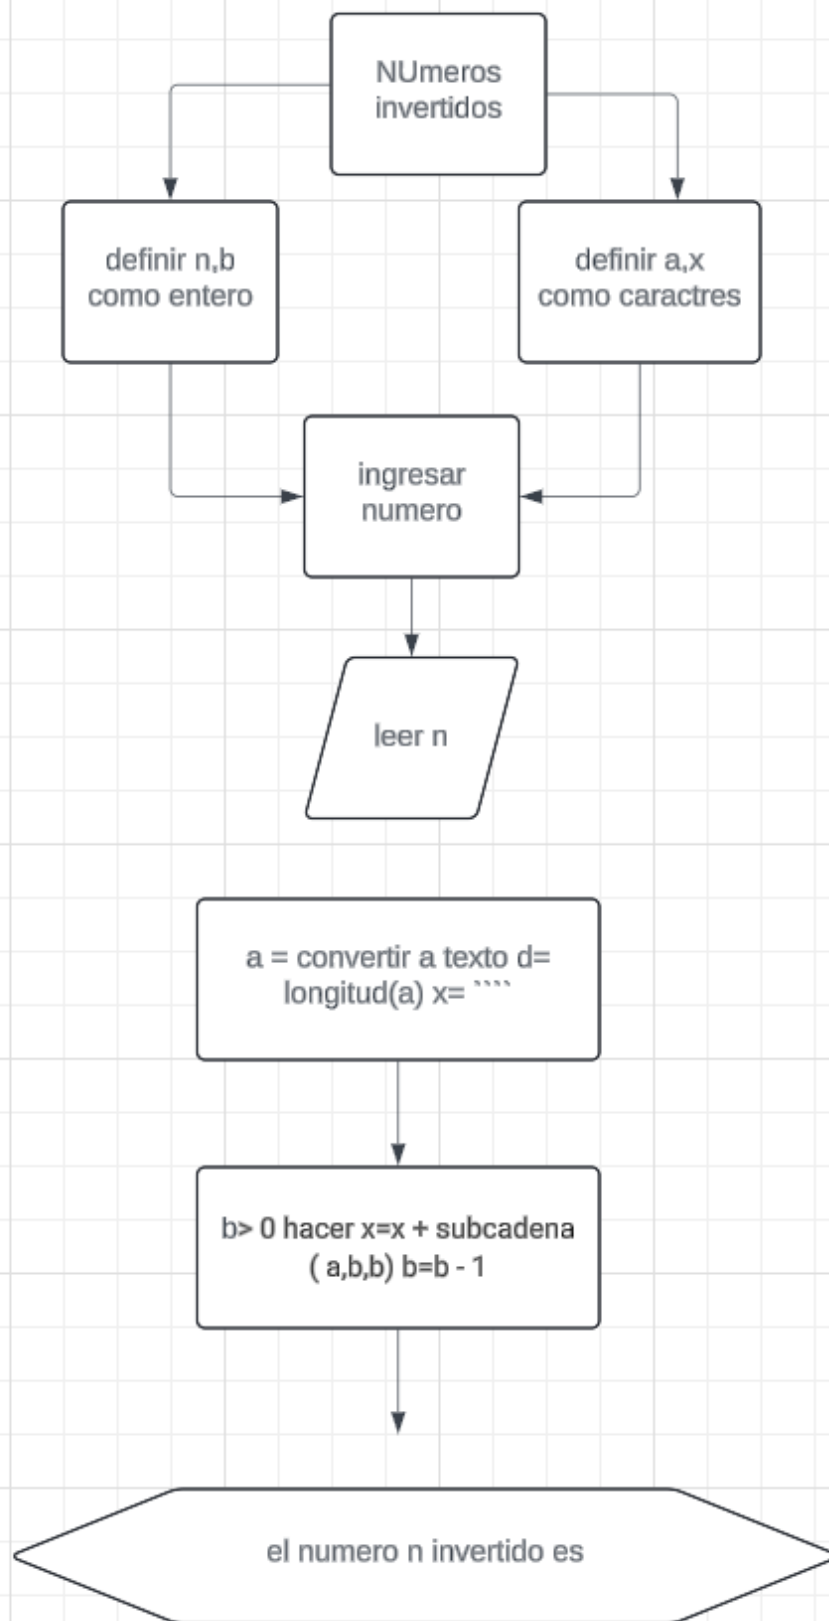 NUmeros
invertidos
definir n,b
como entero
definir a,x
como caractres
ingresar
numero
leer n
a = convertir a texto d=
longitud(a) x= ````
b> 0 hacer x=x + subcadena
( a,b,b) b=b - 1
el numero n invertido es